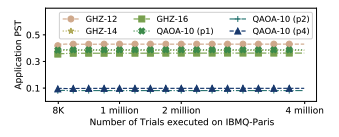 GHZ-12 GHZ-16 QAOA-10 (p2)
GHZ-14 QAOA-10 (p1) QAOA-10 (p4)
Application PST
0.5
0.3
0.1
8K 1 million 2 million 4 million
Number of Trials executed on IBMQ-Paris